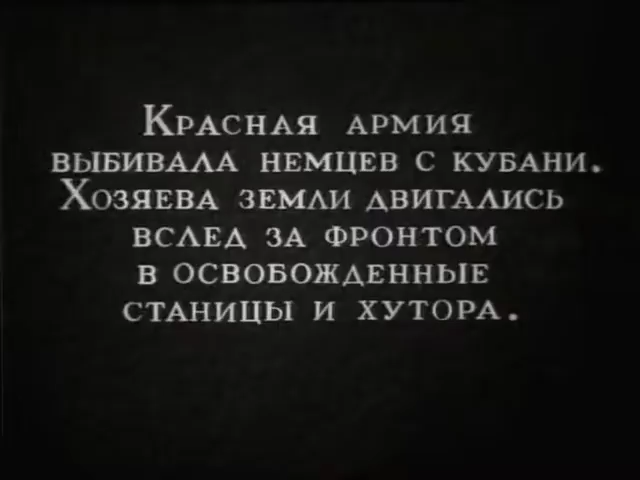 Красная армия
выбивала немцев с Кубани.
Хозяева земли двигались
вслед за фронтом
в освобожденные
станицы и хутора.